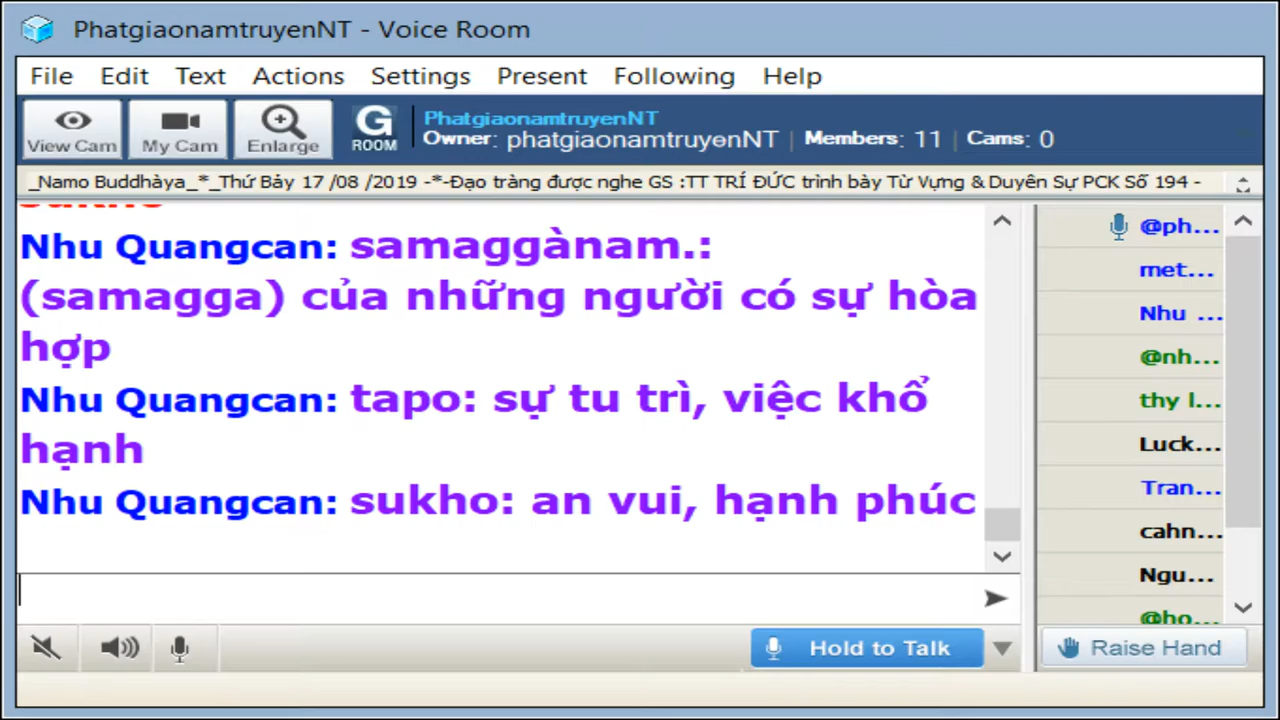 PhatgiaonamtruyenNT - Voice Room
File Edit Text Actions Settings Present Following Help
View Cam My Cam Enlarge G ROOM
PhatgiaonamtruyenNT
Owner: phatgiaonamtruyenNT | Members: 11 | Cams: 0
_Namo Buddhàya_*_Thứ Bảy 17 /08 /2019 -*-Đạo tràng được nghe GS :TT TRÍ ĐỨC trình bày Từ Vựng & Duyên Sự PCK Số 194 -
Nhu Quangcan: samaggànam.:
(samagga) của những người có sự hòa
hợp
Nhu Quangcan: tapo: sự tu trì, việc khổ
hạnh
Nhu Quangcan: sukho: an vui, hạnh phúc
@ph...
met...
Nhu ...
@nh...
thy l...
Luck...
Tran...
cahn...
Ngu...
@ho...
Hold to Talk
Raise Hand